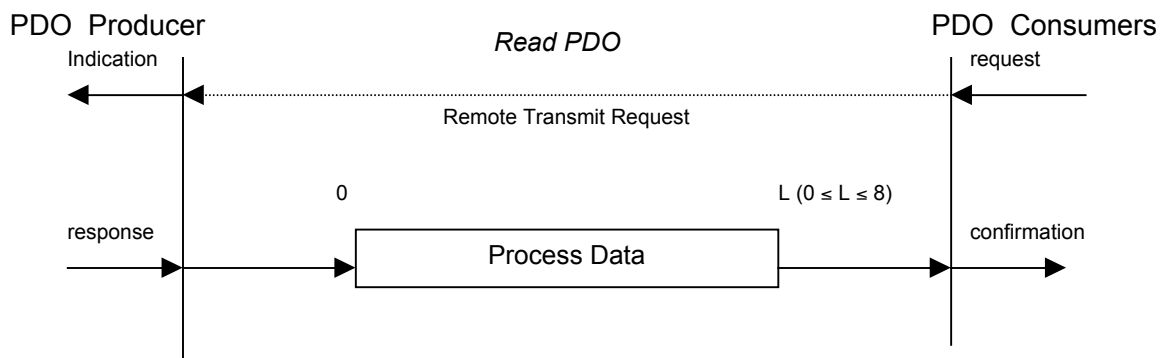 PDO Producer
Read PDO
PDO Consumers
Indication
request
Remote Transmit Request
0
L (0 ≤ L ≤ 8)
response
confirmation
Process Data